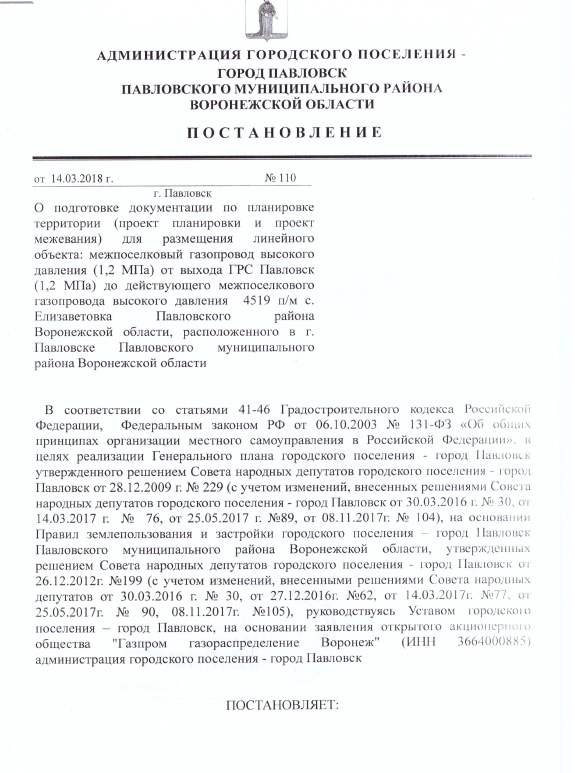 АДМИНИСТРАЦИЯ ГОРОДСКОГО ПОСЕЛЕНИЯ -
ГОРОД ПАВЛОВСК
ПАВЛОВСКОГО МУНИЦИПАЛЬНОГО РАЙОНА
ВОРОНЕЖСКОЙ ОБЛАСТИ
П О С Т А Н О В Л Е Н И Е
от 14.03.2018 г. № 110
г. Павловск
О подготовке документации по планировке
территории (проект планировки и проект
межевания) для размещения линейного
объекта: межпоселковый газопровод высокого
давления (1,2 МПа) от выхода ГРС Павловск
(1,2 МПа) до действующего межпоселкового
газопровода высокого давления 4519 п/м с.
Елизаветовка Павловского района
Воронежской области, расположенного в г.
Павловске Павловского муниципального
района Воронежской области
В соответствии со статьями 41-46 Градостроительного кодекса Российской
Федерации, Федеральным законом РФ от 06.10.2003 № 131-ФЗ «Об общих
принципах организации местного самоуправления в Российской Федерации», в
целях реализации Генерального плана городского поселения - город Павловск
утвержденного решением Совета народных депутатов городского поселения - город
Павловск от 28.12.2009 г. № 229 (с учетом изменений, внесенных решениями Совета
народных депутатов городского поселения - город Павловск от 30.03.2016 г. № 30, от
14.03.2017 г. № 76, от 25.05.2017 г. №89, от 08.11.2017г. № 104), на основании
Правил землепользования и застройки городского поселения – город Павловск
Павловского муниципального района Воронежской области, утвержденных
решением Совета народных депутатов городского поселения - город Павловск от
26.12.2012г. №199 (с учетом изменений, внесенными решениями Совета народных
депутатов от 30.03.2016 г. № 30, от 27.12.2016г. №62, от 14.03.2017г. №77, от
25.05.2017г. № 90, 08.11.2017г. №105), руководствуясь Уставом городского
поселения – город Павловск, на основании заявления открытого акционерного
общества "Газпром газораспределение Воронеж" (ИНН 3664000885)
администрация городского поселения - город Павловск
ПОСТАНОВЛЯЕТ: